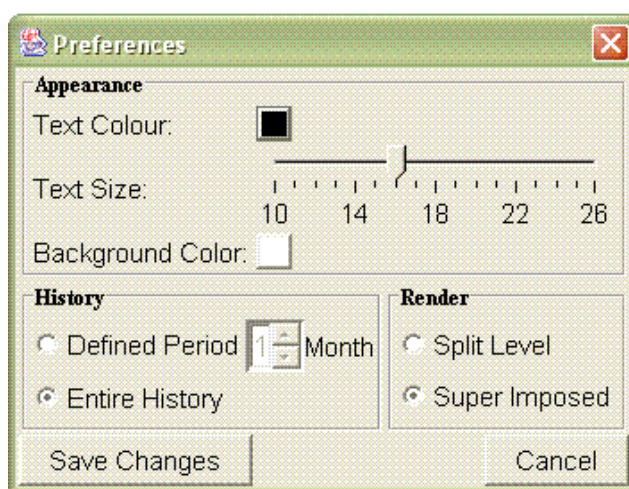 Preferences
Appearance
Text Colour:
Text Size:
10 14 18 22 26
Background Color:
History
Defined Period 1 Month
Entire History
Render
Split Level
Super Imposed
Save Changes
Cancel